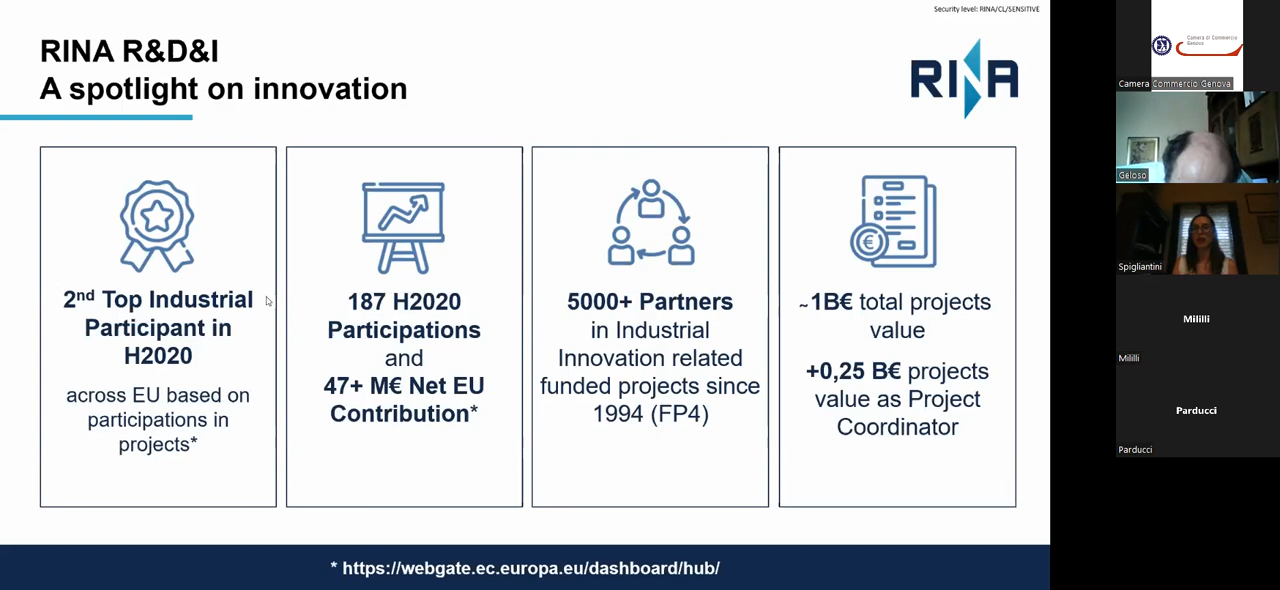 Security level: RINA/CL/SENSITIVE
RINA R&D&I
A spotlight on innovation
RINA
2nd Top Industrial
Participant in
H2020
across EU based on
participations in
projects*
187 H2020
Participations
and
47+ M€ Net EU
Contribution*
5000+ Partners
in Industrial
Innovation related
funded projects since
1994 (FP4)
~1B€ total projects
value
+0,25 B€ projects
value as Project
Coordinator
* https://webgate.ec.europa.eu/dashboard/hub/
Camera di Commercio
Genova
Camera Commercio Genova
Geloso
Spigliantini
Mililli
Mililli
Parducci
Parducci